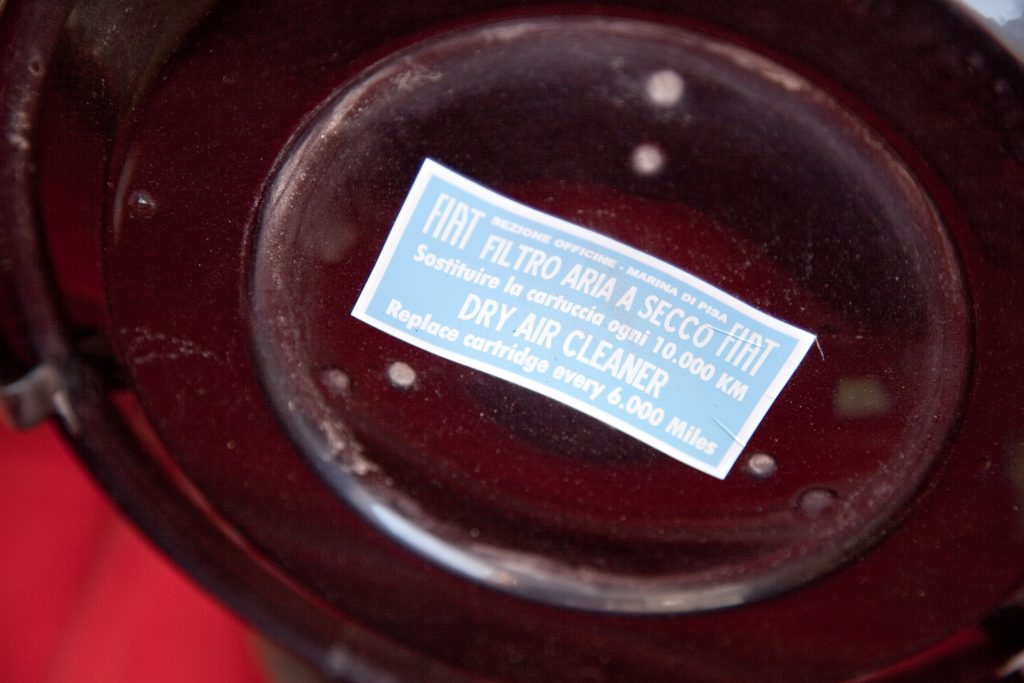 FIAT SEZIONE OFFICINE - MARINA DI PISA
FILTRO ARIA A SECCO FIAT
Sostituire la cartuccia ogni 10.000 KM
DRY AIR CLEANER
Replace cartridge every 6.000 Miles